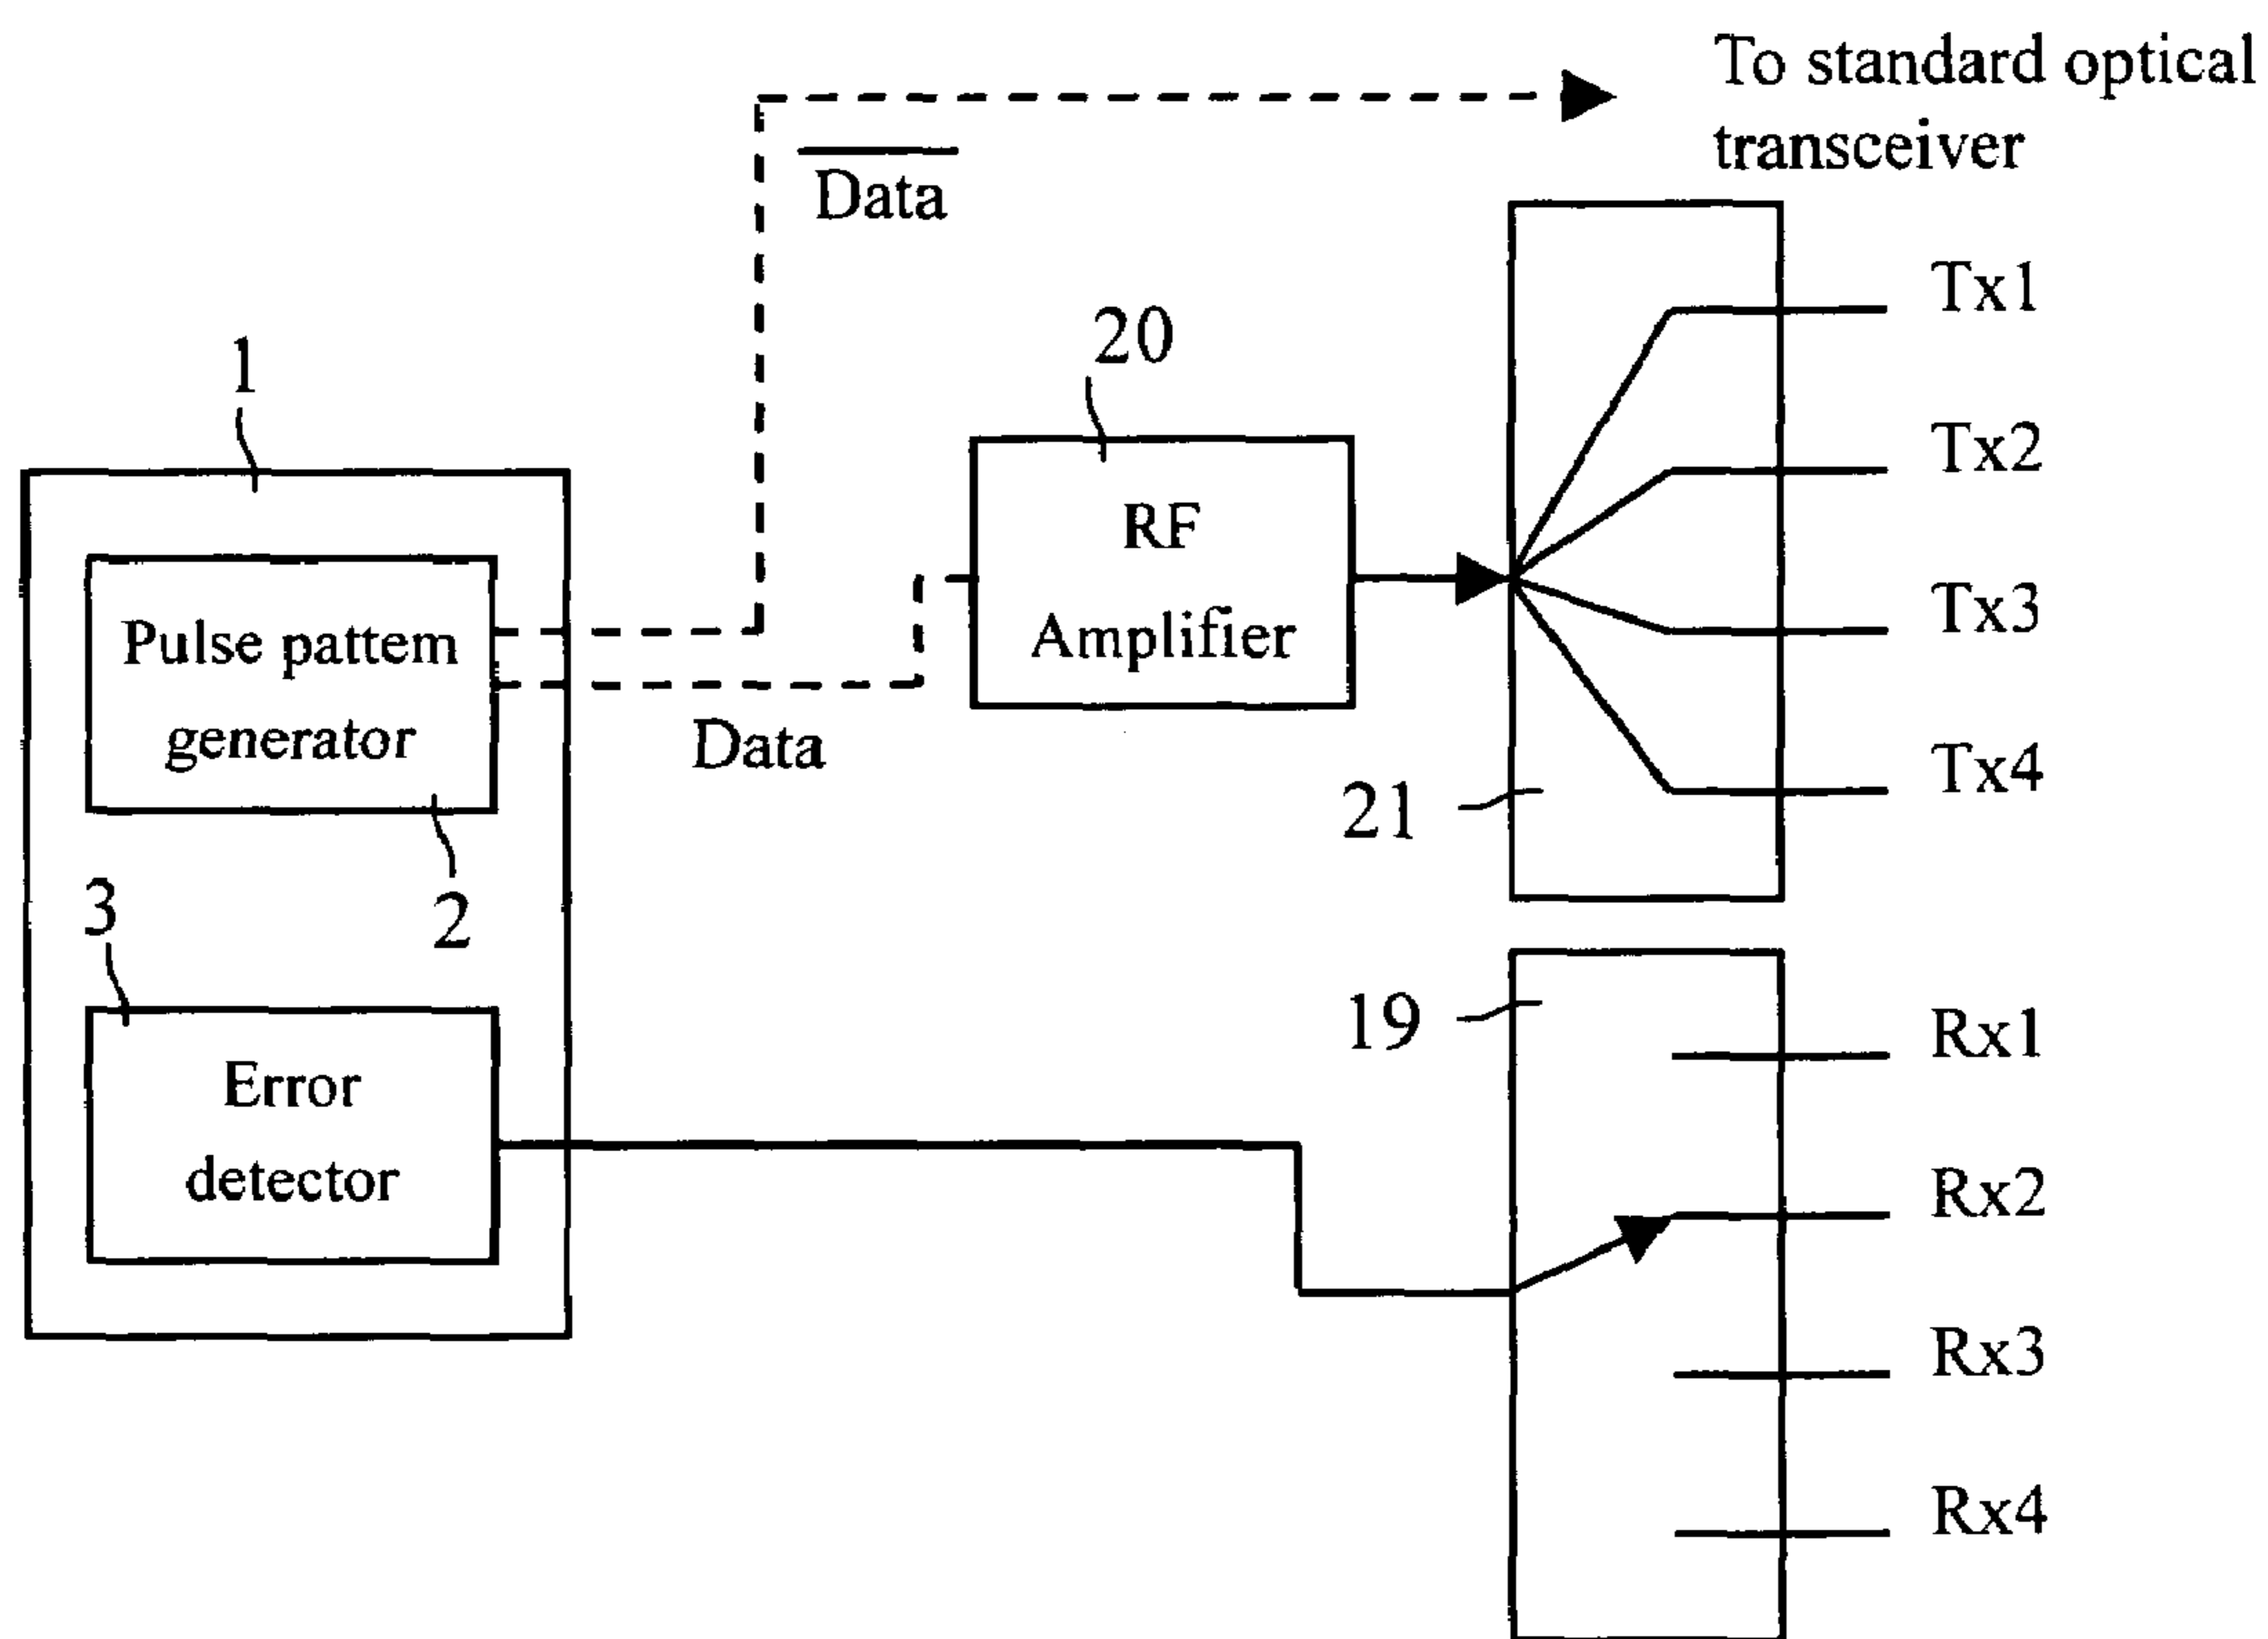 To standard optical
transceiver
Data
Tx1
20
1
Tx2
RF
Amplifier
Tx3
Pulse pattem
generator
Data
Tx4
21
2
3
19
Rx1
Error
detector
Rx2
Rx3
Rx4